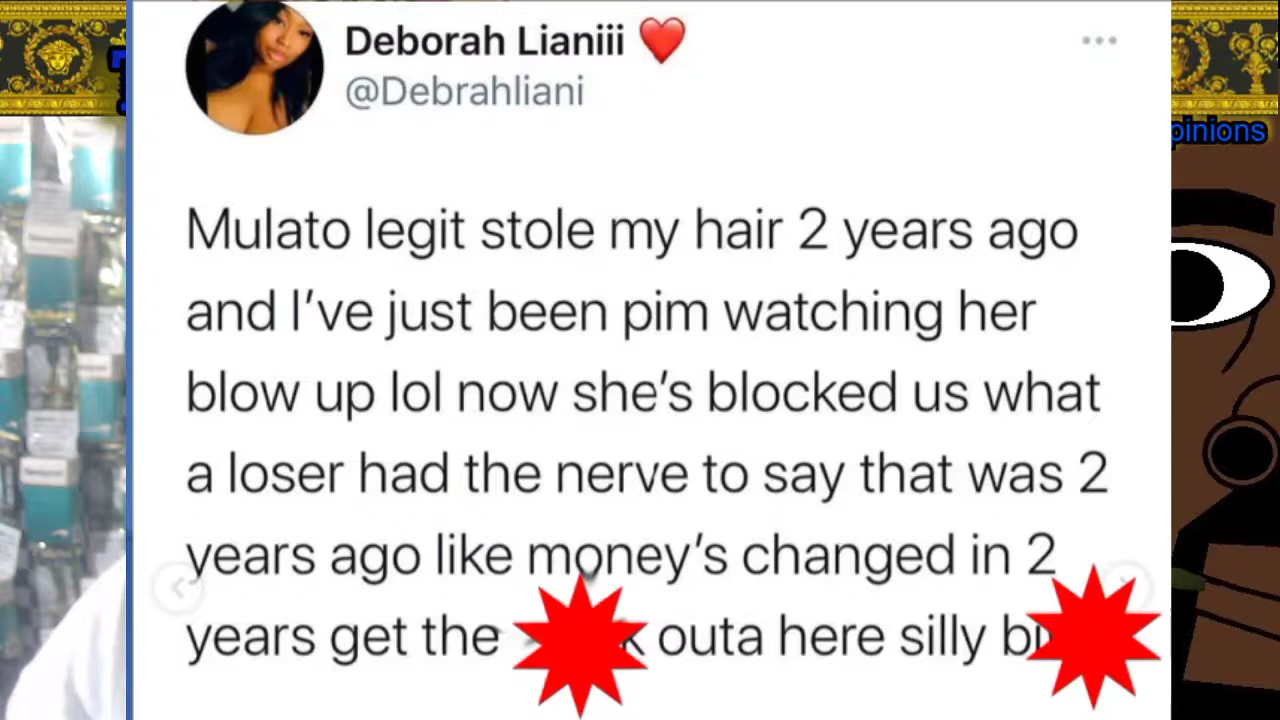 Deborah Lianiii ❤️
@Debrahliani
pinions
Mulato legit stole my hair 2 years ago
and I've just been pim watching her
blow up lol now she's blocked us what
a loser had the nerve to say that was 2
years ago like money's changed in 2
years get the outa here silly